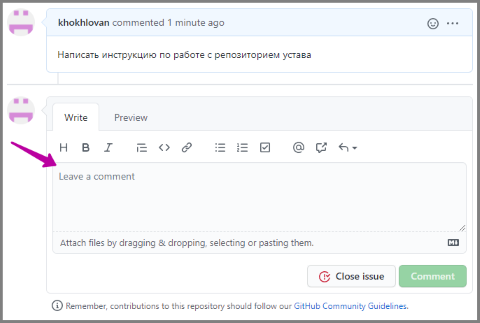 khokhlovan commented 1 minute ago
Написать инструкцию по работе с репозиторием устава
Write Preview
Leave a comment
Attach files by dragging & dropping, selecting or pasting them.
Close issue Comment
Remember, contributions to this repository should follow our GitHub Community Guidelines.